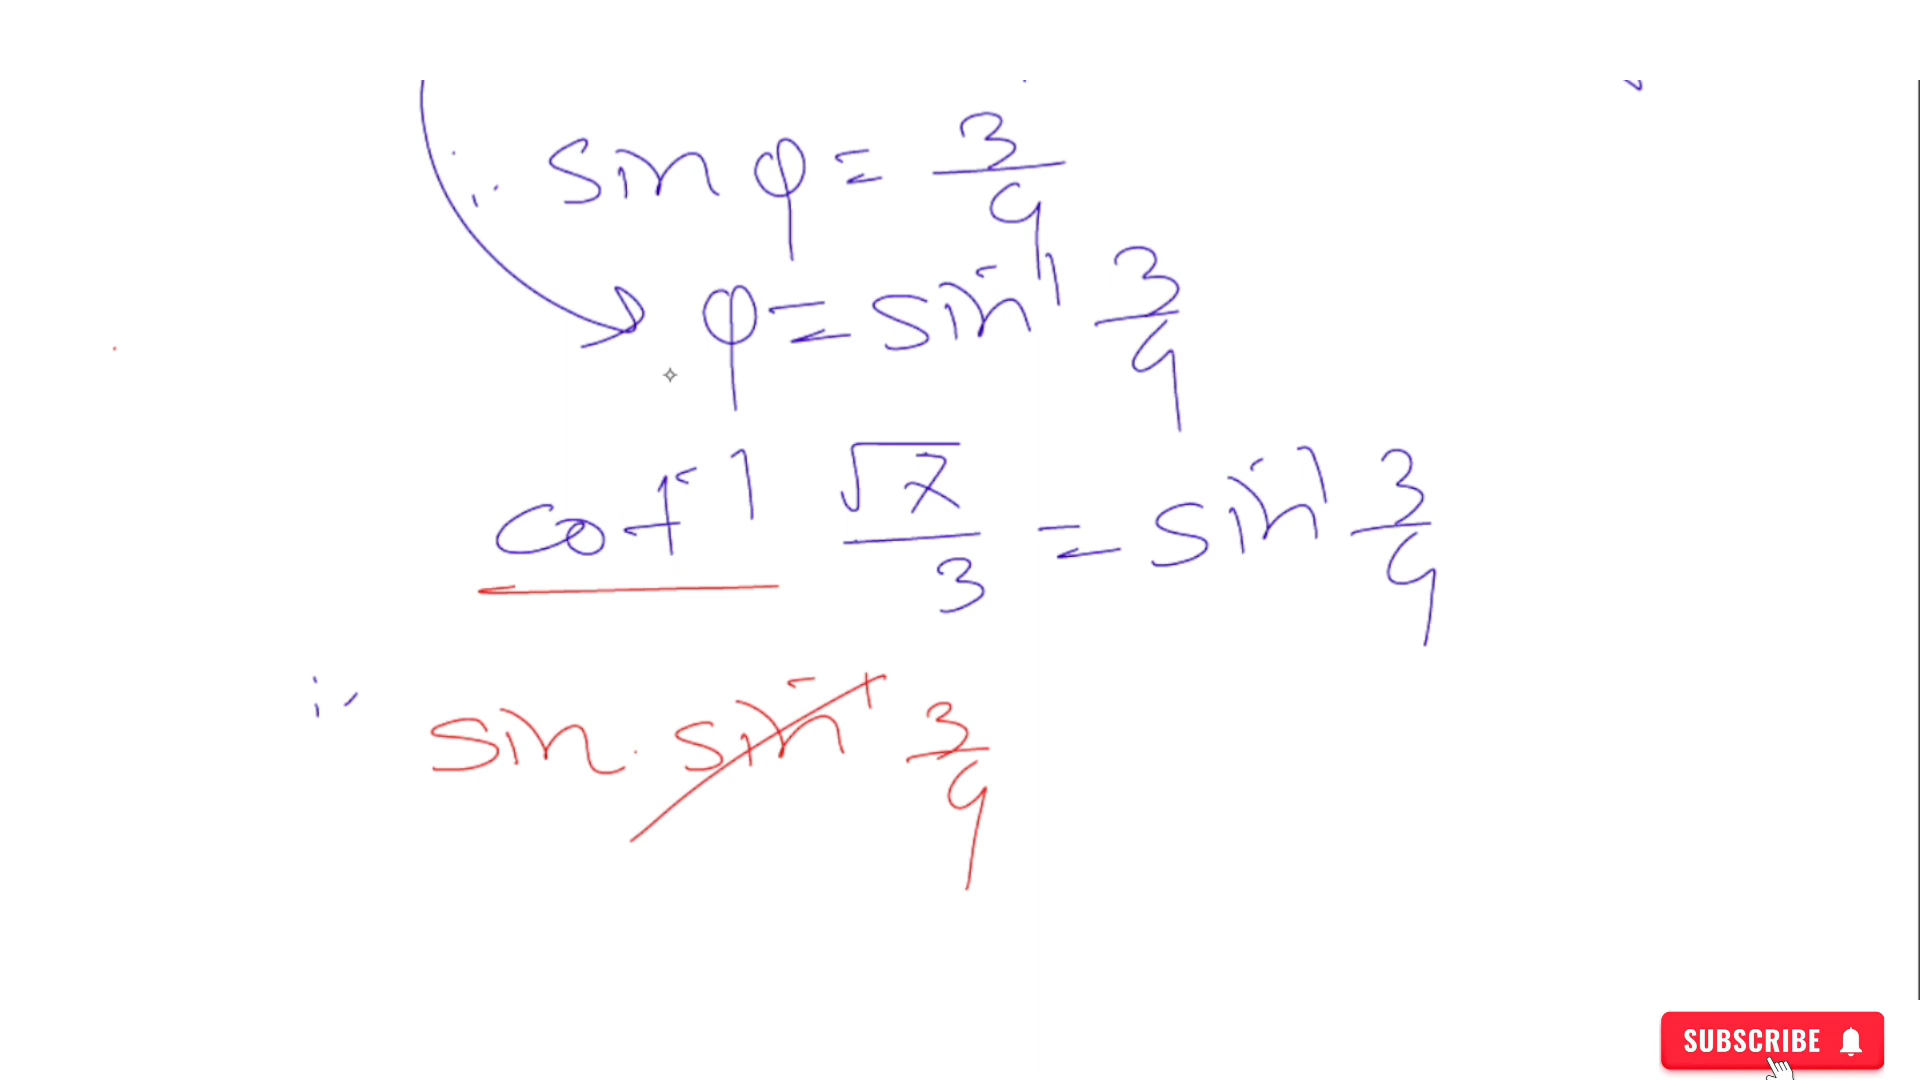 ∴ sin φ = 3/4
φ = sin⁻¹ 3/4
cot⁻¹ √7/3 = sin⁻¹ 3/4
∴ sin. sin⁻¹ 3/4
SUBSCRIBE